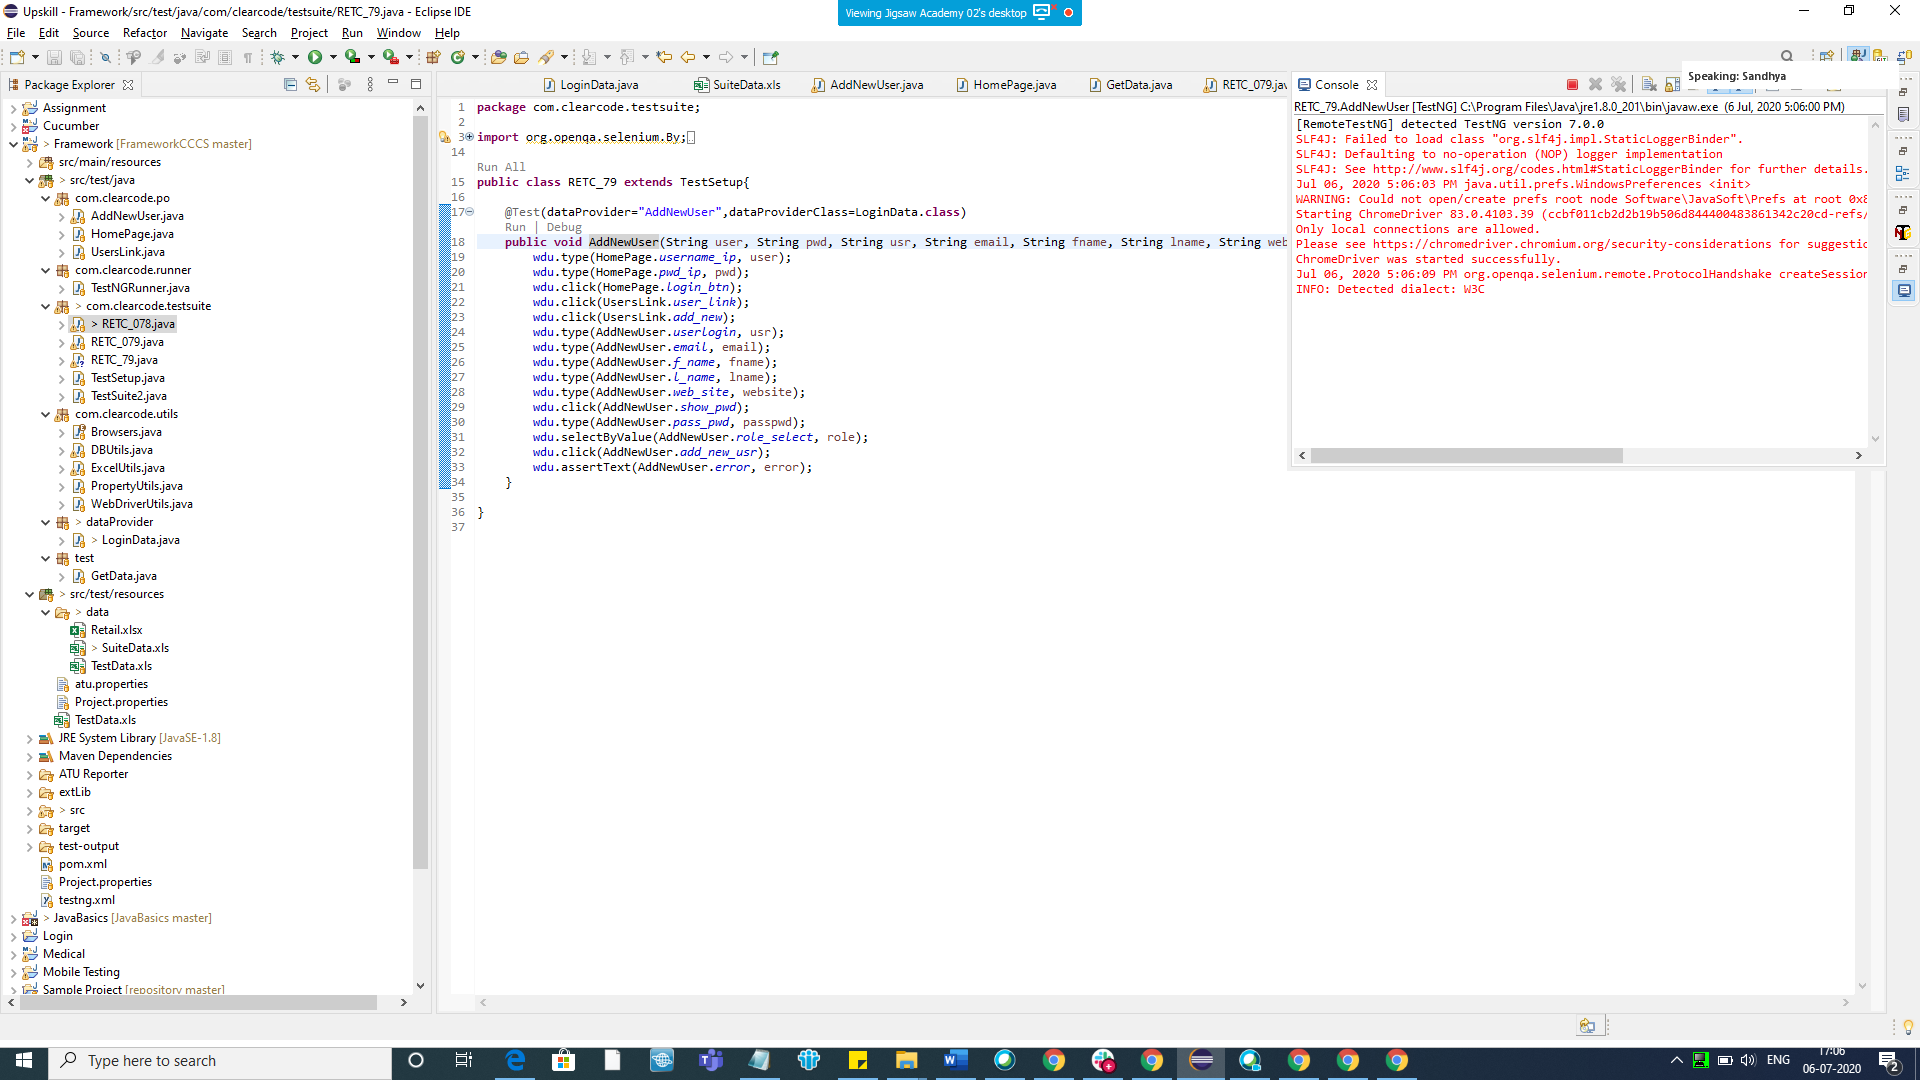 Upskill - Framework/src/test/java/com/clearcode/testsuite/RETC_79.java - Eclipse IDE
Viewing Jigsaw Academy 02's desktop
File Edit Source Refactor Navigate Search Project Run Window Help
Speaking: Sandhya
Package Explorer
Assignment
Cucumber
> Framework [FrameworkCCCS master]
src/main/resources
> src/test/java
com.clearcode.po
AddNewUser.java
HomePage.java
UsersLink.java
com.clearcode.runner
TestNGRunner.java
> com.clearcode.testsuite
> RETC_078.java
RETC_079.java
RETC_79.java
TestSetup.java
TestSuite2.java
com.clearcode.utils
Browsers.java
DBUtils.java
ExcelUtils.java
PropertyUtils.java
WebDriverUtils.java
> dataProvider
> LoginData.java
test
GetData.java
> src/test/resources
> data
Retail.xlsx
> SuiteData.xls
TestData.xls
atu.properties
Project.properties
TestData.xls
JRE System Library [JavaSE-1.8]
Maven Dependencies
ATU Reporter
extLib
> src
target
test-output
pom.xml
Project.properties
testng.xml
> JavaBasics [JavaBasics master]
Login
Medical
Mobile Testing
Sample Project [repository master]
LoginData.java SuiteData.xls AddNewUser.java HomePage.java GetData.java RETC_079.jav
1 package com.clearcode.testsuite;
2
3 import org.openqa.selenium.By;
14
Run All
15 public class RETC_79 extends TestSetup{
16
17 @Test(dataProvider="AddNewUser",dataProviderClass=LoginData.class)
Run | Debug
18 public void AddNewUser(String user, String pwd, String usr, String email, String fname, String lname, String web
19 wdu.type(HomePage.username_ip, user);
20 wdu.type(HomePage.pwd_ip, pwd);
21 wdu.click(HomePage.login_btn);
22 wdu.click(UsersLink.user_link);
23 wdu.click(UsersLink.add_new);
24 wdu.type(AddNewUser.userlogin, usr);
25 wdu.type(AddNewUser.email, email);
26 wdu.type(AddNewUser.f_name, fname);
27 wdu.type(AddNewUser.l_name, lname);
28 wdu.type(AddNewUser.web_site, website);
29 wdu.click(AddNewUser.show_pwd);
30 wdu.type(AddNewUser.pass_pwd, passpwd);
31 wdu.selectByValue(AddNewUser.role_select, role);
32 wdu.click(AddNewUser.add_new_usr);
33 wdu.assertText(AddNewUser.error, error);
34 }
35
36 }
37
Console
RETC_79.AddNewUser [TestNG] C:\Program Files\Java\jre1.8.0_201\bin\javaw.exe (6 Jul, 2020 5:06:00 PM)
[RemoteTestNG] detected TestNG version 7.0.0
SLF4J: Failed to load class "org.slf4j.impl.StaticLoggerBinder".
SLF4J: Defaulting to no-operation (NOP) logger implementation
SLF4J: See http://www.slf4j.org/codes.html#StaticLoggerBinder for further details.
Jul 06, 2020 5:06:03 PM java.util.prefs.WindowsPreferences <init>
WARNING: Could not open/create prefs root node Software\JavaSoft\Prefs at root 0x8
Starting ChromeDriver 83.0.4103.39 (ccbf011cb2d2b19b506d844400483861342c20cd-refs/
Only local connections are allowed.
Please see https://chromedriver.chromium.org/security-considerations for suggestic
ChromeDriver was started successfully.
Jul 06, 2020 5:06:09 PM org.openqa.selenium.remote.ProtocolHandshake createSession
INFO: Detected dialect: W3C
Type here to search
ENG
17:06
06-07-2020
2